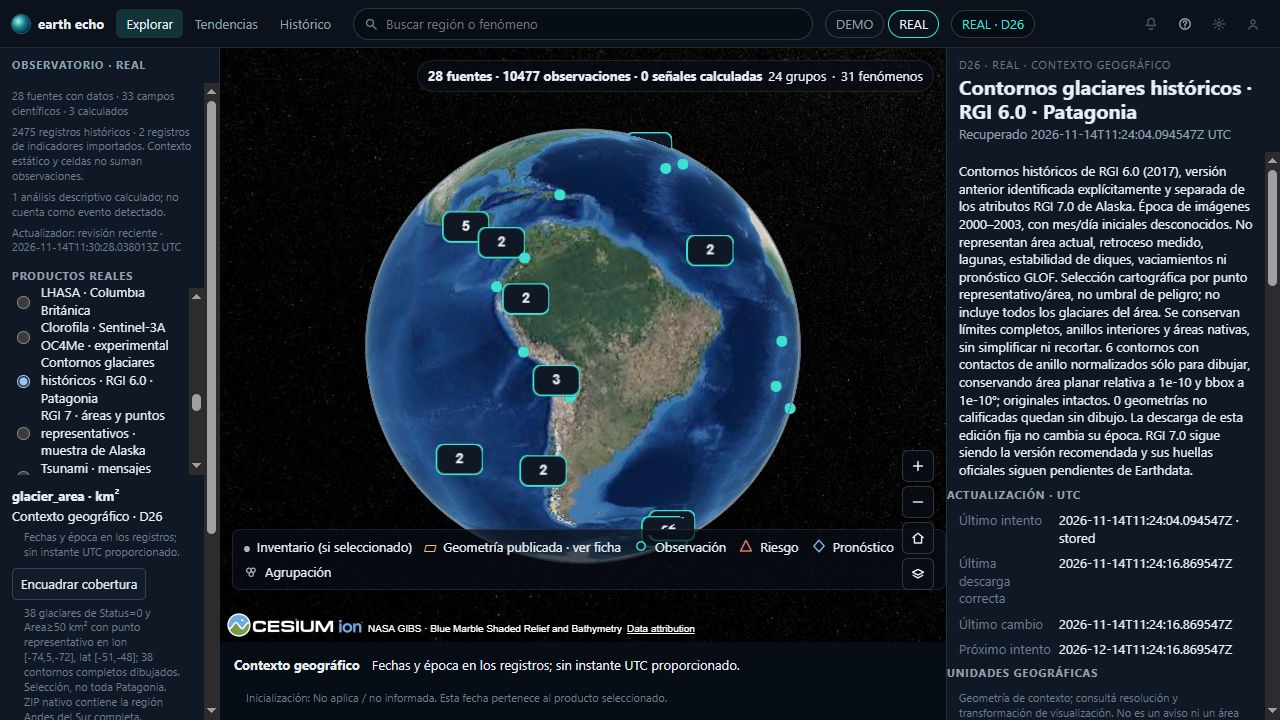 earth echo
Explorar
Tendencias
Histórico
Buscar región o fenómeno
DEMO
REAL
REAL · D26
OBSERVATORIO · REAL
28 fuentes con datos · 33 campos
científicos · 3 calculados
2475 registros históricos · 2 registros
de indicadores importados. Contexto
estático y celdas no suman
observaciones.
1 análisis descriptivo calculado; no
cuenta como evento detectado.
Actualizador: revisión reciente ·
2026-11-14T11:30:28.038013Z UTC
PRODUCTOS REALES
LHASA · Columbia
Británica
Clorofila · Sentinel-3A
OC4Me · experimental
Contornos glaciares
históricos · RGI 6.0 ·
Patagonia
RGI 7 · áreas y puntos
representativos ·
muestra de Alaska
Tsunami · mensajes
glacier_area · km²
Contexto geográfico · D26
Fechas y época en los registros;
sin instante UTC proporcionado.
Encuadrar cobertura
38 glaciares de Status=0 y
Area≥50 km² con punto
representativo en lon
[-74,5,-72], lat [-51,-48]; 38
contornos completos dibujados.
Selección, no toda Patagonia.
ZIP nativo contiene la región
Andes del Sur completa.
28 fuentes · 10477 observaciones · 0 señales calculadas 24 grupos · 31 fenómenos
5
2
2
2
3
2
2
Inventario (si seleccionado)
Geometría publicada · ver ficha
Observación
Riesgo
Pronóstico
Agrupación
+
−
CESIUM ion
NASA GIBS · Blue Marble Shaded Relief and Bathymetry Data attribution
Contexto geográfico Fechas y época en los registros; sin instante UTC proporcionado.
Inicialización: No aplica / no informada. Esta fecha pertenece al producto seleccionado.
D26 · REAL · CONTEXTO GEOGRÁFICO
Contornos glaciares históricos ·
RGI 6.0 · Patagonia
Recuperado 2026-11-14T11:24:04.094547Z UTC
Contornos históricos de RGI 6.0 (2017), versión
anterior identificada explícitamente y separada de
los atributos RGI 7.0 de Alaska. Época de imágenes
2000–2003, con mes/día iniciales desconocidos. No
representan área actual, retroceso medido,
lagunas, estabilidad de diques, vaciamientos ni
pronóstico GLOF. Selección cartográfica por punto
representativo/área, no umbral de peligro; no
incluye todos los glaciares del área. Se conservan
límites completos, anillos interiores y áreas nativas,
sin simplificar ni recortar. 6 contornos con
contactos de anillo normalizados sólo para dibujar,
conservando área planar relativa a 1e-10 y bbox a
1e-10°; originales intactos. 0 geometrías no
calificadas quedan sin dibujo. La descarga de esta
edición fija no cambia su época. RGI 7.0 sigue
siendo la versión recomendada y sus huellas
oficiales siguen pendientes de Earthdata.
ACTUALIZACIÓN · UTC
Último intento 2026-11-14T11:24:04.094547Z ·
stored
Última 2026-11-14T11:24:16.869547Z
descarga
correcta
Último cambio 2026-11-14T11:24:16.869547Z
Próximo intento 2026-12-14T11:24:16.869547Z
UNIDADES GEOGRÁFICAS
Geometría de contexto; consultá resolución y
transformación de visualización. No es un aviso ni un área